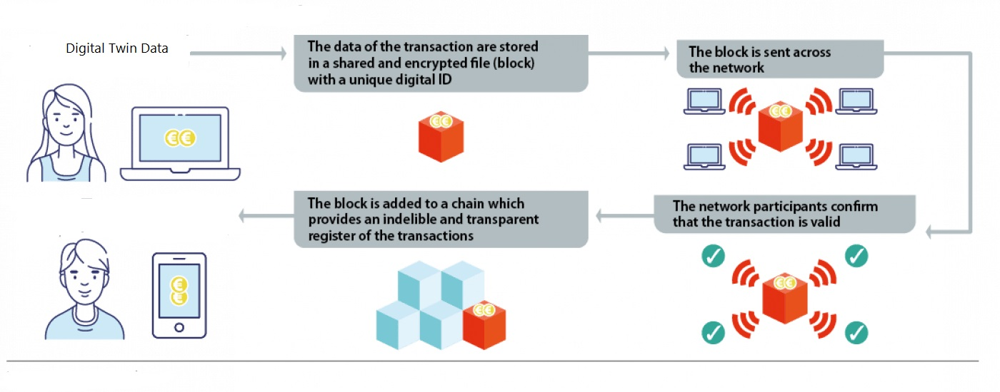 Digital Twin Data
The data of the transaction are stored
in a shared and encrypted file (block)
with a unique digital ID
The block is sent across
the network
The network participants confirm
that the transaction is valid
The block is added to a chain which
provides an indelible and transparent
register of the transactions